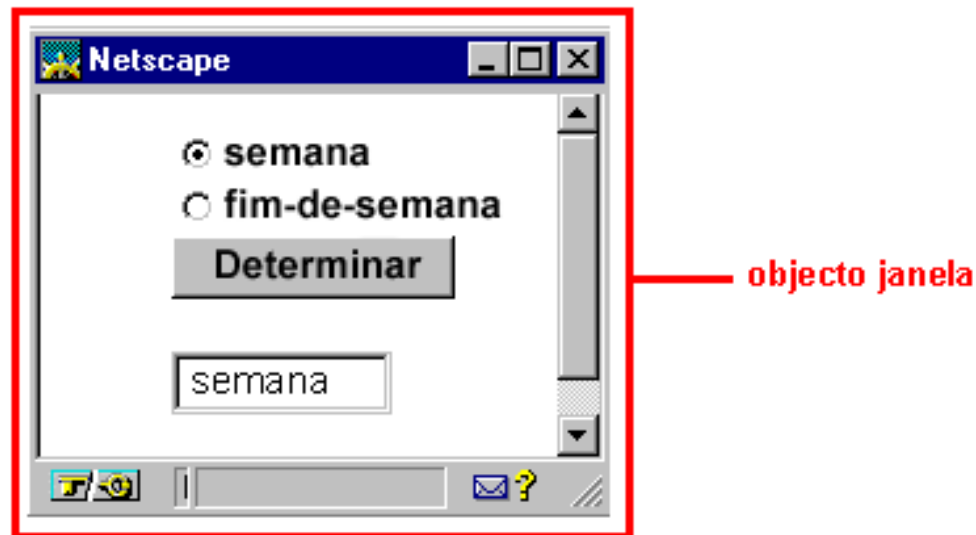 Netscape
semana
fim-de-semana
Determinar
objecto janela
semana
?